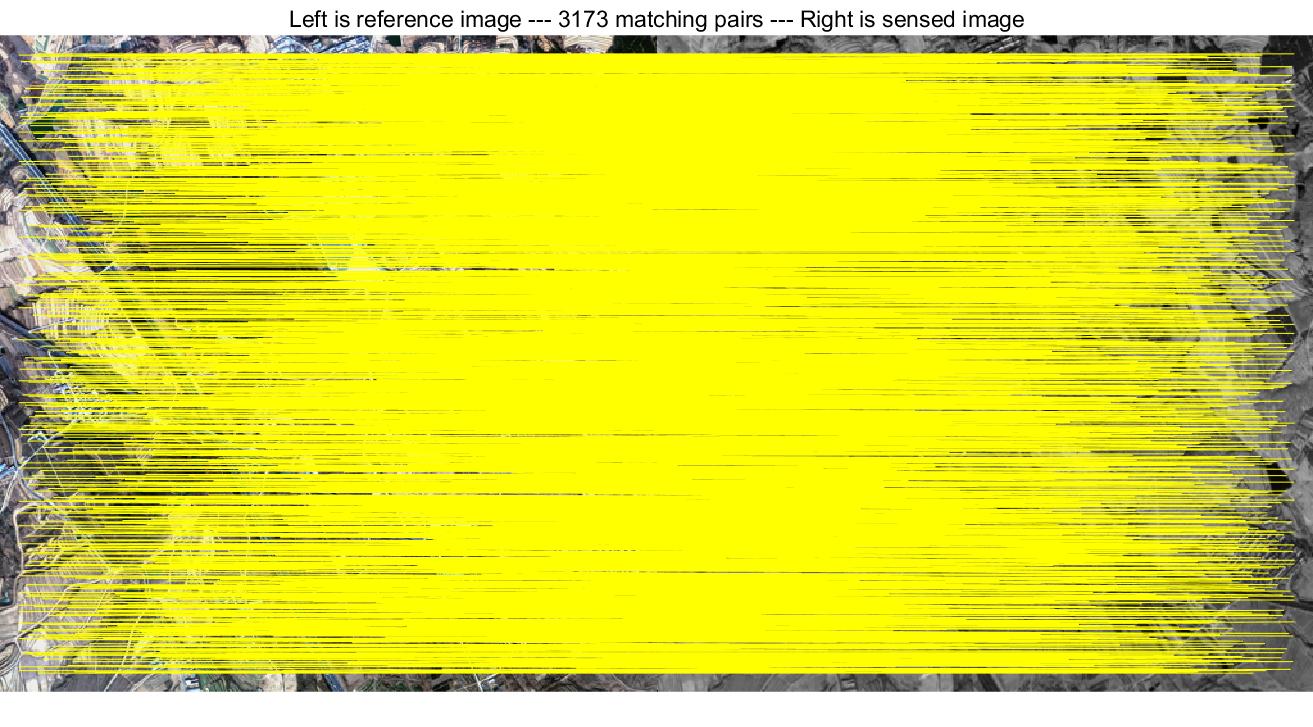 Left is reference image --- 3173 matching pairs --- Right is sensed image